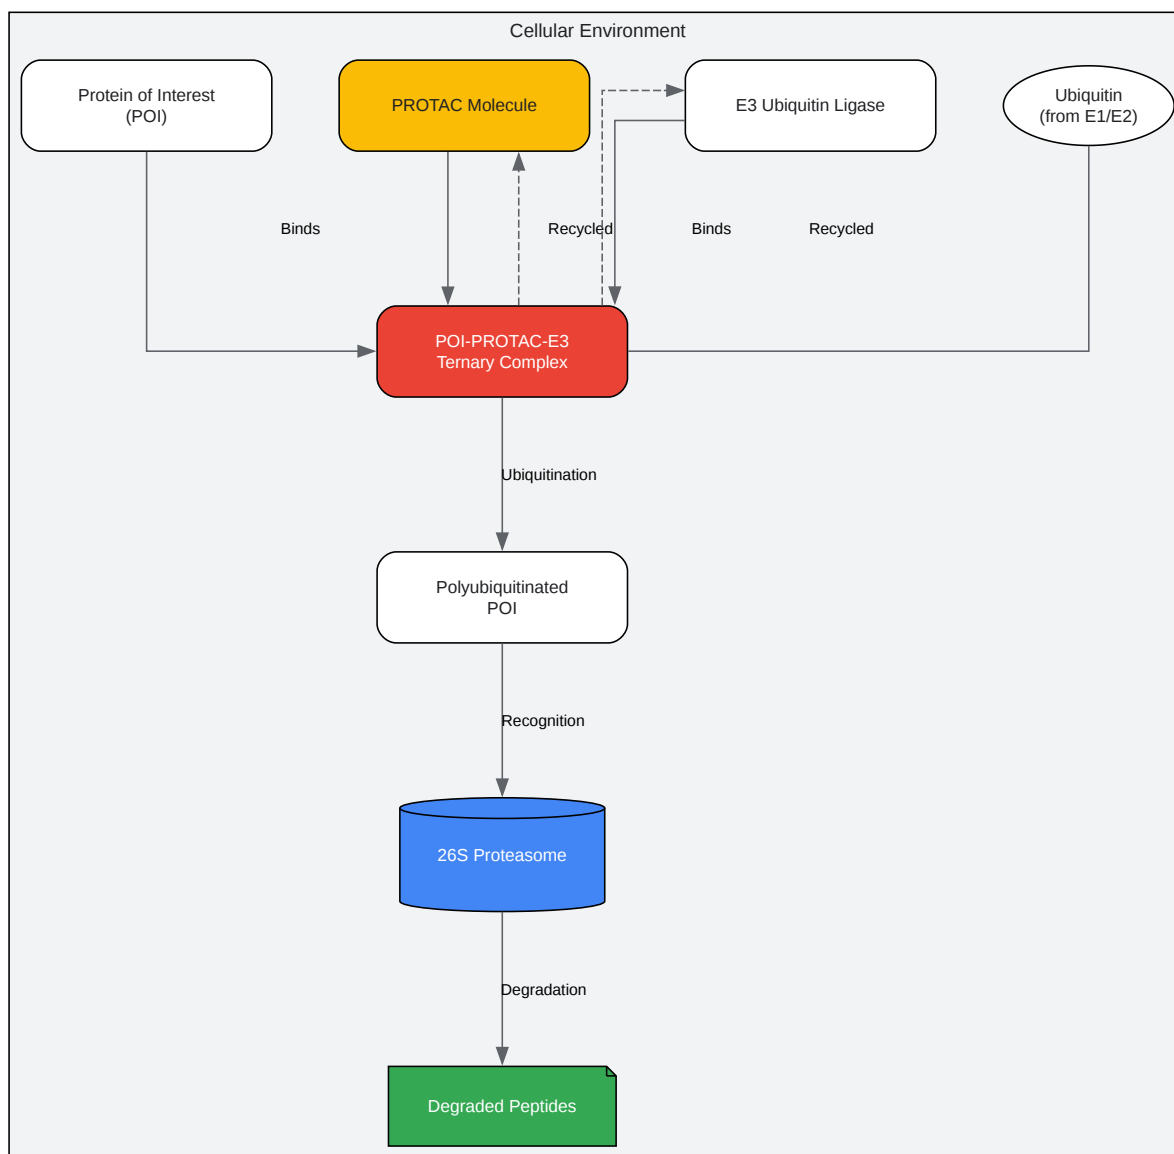 Cellular Environment
Protein of Interest
(POI)
PROTAC Molecule
E3 Ubiquitin Ligase
Ubiquitin
(from E1/E2)
Binds
Recycled
Binds
Recycled
POI-PROTAC-E3
Ternary Complex
Ubiquitination
Polyubiquitinated
POI
Recognition
26S Proteasome
Degradation
Degraded Peptides